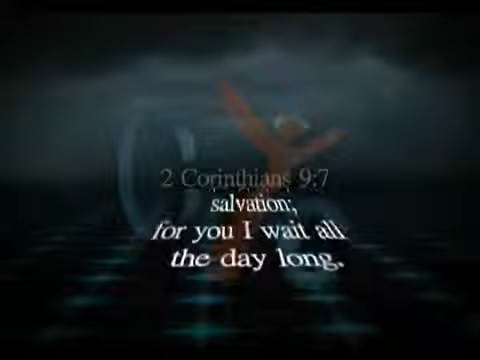 2 Corinthians 9:7
salvation;
for you I wait all
the day long.